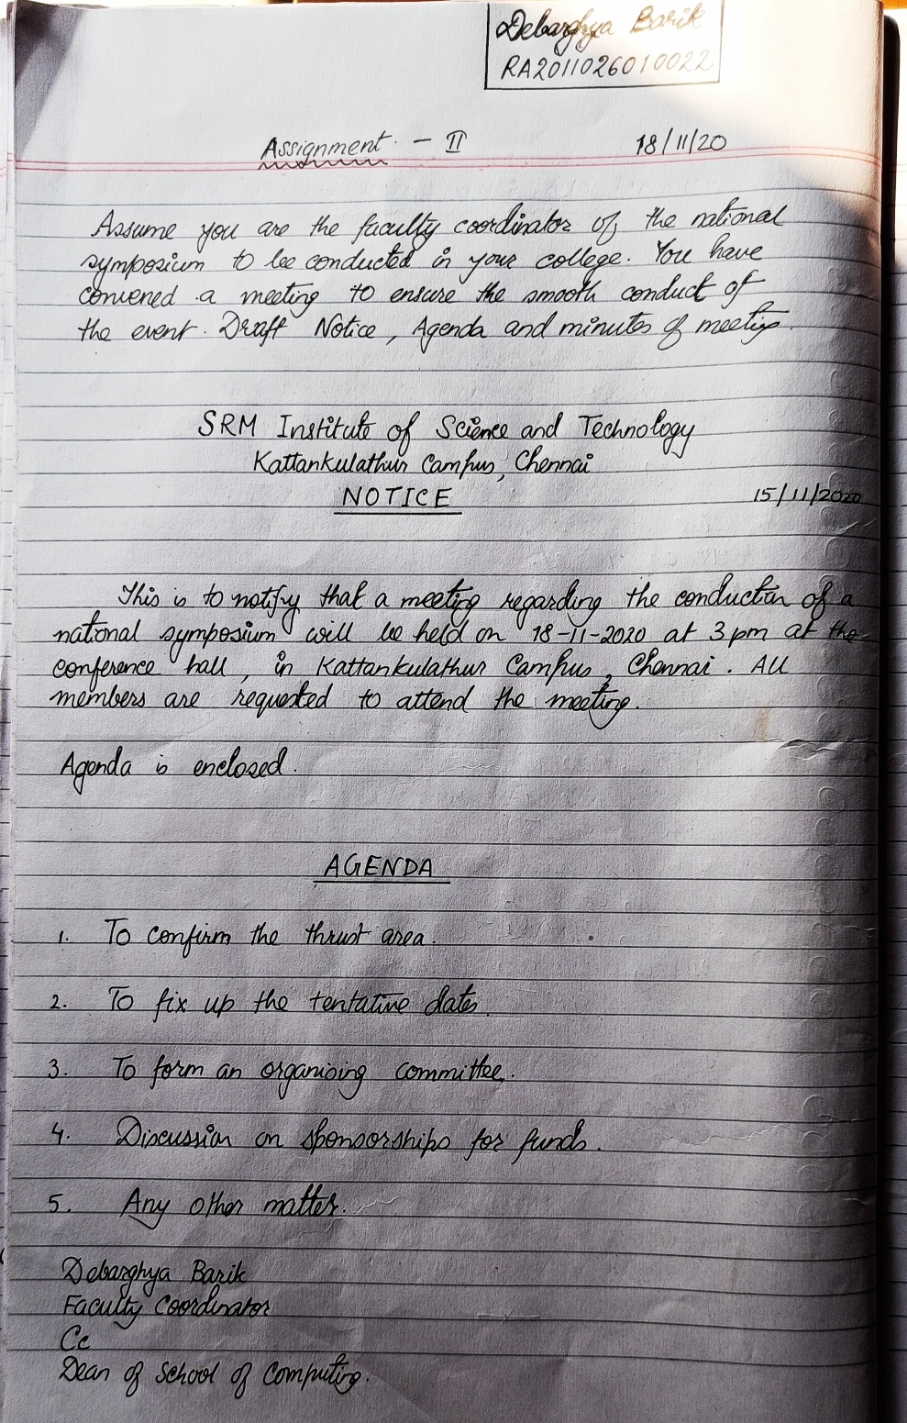 Debarghya Barik
RA2011026010022
Assignment - II 18/11/20
Assume you are the faculty coordinator of the national
symposium to be conducted in your college. You have
convened a meeting to ensure the smooth conduct of
the event. Draft Notice, Agenda and minutes of meeting.
SRM Institute of Science and Technology
Kattankulathur Campus, Chennai
NOTICE 15/11/2020
This is to notify that a meeting regarding the conduction of a
national symposium will be held on 18-11-2020 at 3 pm at the
conference hall, in Kattankulathur Campus, Chennai. All
members are requested to attend the meeting.
Agenda is enclosed.
AGENDA
1. To confirm the thrust area.
2. To fix up the tentative dates.
3. To form an organising committee.
4. Discussion on sponsorships for funds.
5. Any other matter.
Debarghya Barik
Faculty Coordinator
Cc
Dean of School of Computing.